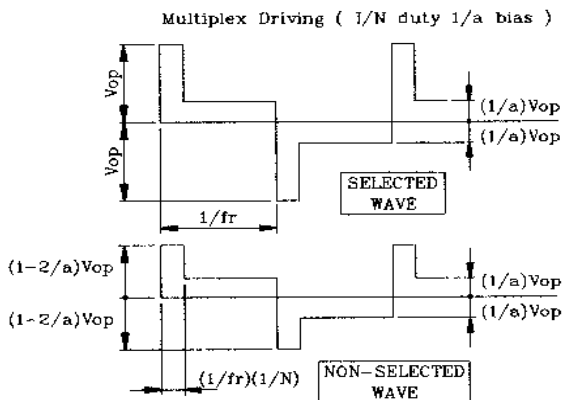 Multiplex Driving ( 1/N duty 1/a bias )
Vop
Vop
(1/a)Vop
(1/a)Vop
SELECTED
WAVE
1/fr
(1-2/a)Vop
(1-2/a)Vop
(1/a)Vop
(1/a)Vop
(1/fr)(1/N)
NON-SELECTED
WAVE